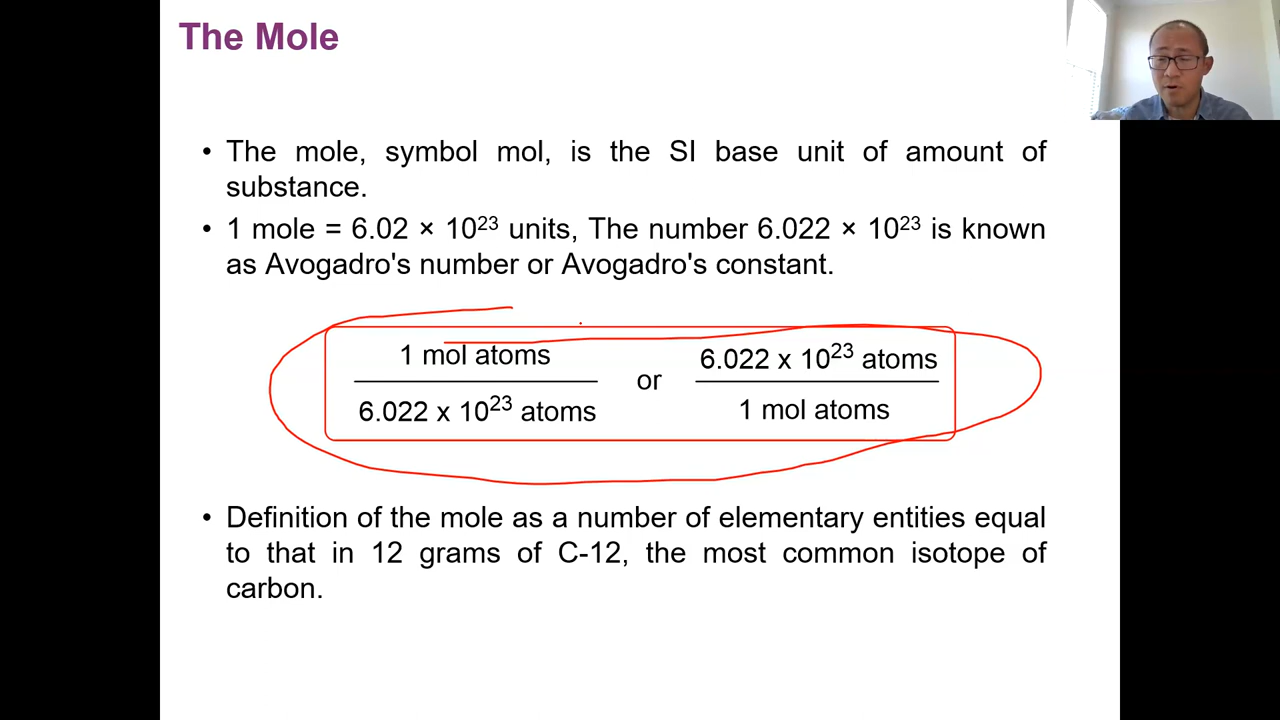 The Mole
• The mole, symbol mol, is the SI base unit of amount of
substance.
• 1 mole = 6.02 × 10²³ units, The number 6.022 × 10²³ is known
as Avogadro's number or Avogadro's constant.
1 mol atoms
6.022 x 10²³ atoms
or
6.022 x 10²³ atoms
1 mol atoms
• Definition of the mole as a number of elementary entities equal
to that in 12 grams of C-12, the most common isotope of
carbon.